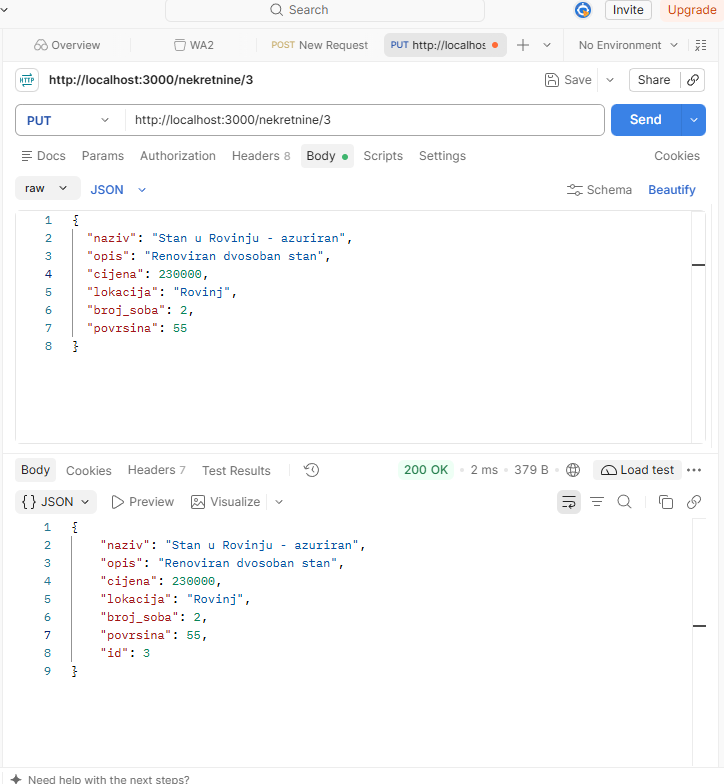 Search
Invite
Upgrade
Overview
WA2
POST New Request
PUT http://localhos
No Environment
HTTP http://localhost:3000/nekretnine/3
Save
Share
PUT
http://localhost:3000/nekretnine/3
Send
Docs
Params
Authorization
Headers 8
Body
Scripts
Settings
Cookies
raw
JSON
Schema
Beautify
1 {
2 "naziv": "Stan u Rovinju - azuriran",
3 "opis": "Renoviran dvosoban stan",
4 "cijena": 230000,
5 "lokacija": "Rovinj",
6 "broj_soba": 2,
7 "povrsina": 55
8 }
Body
Cookies
Headers 7
Test Results
200 OK
2 ms
379 B
Load test
{} JSON
Preview
Visualize
1 {
2 "naziv": "Stan u Rovinju - azuriran",
3 "opis": "Renoviran dvosoban stan",
4 "cijena": 230000,
5 "lokacija": "Rovinj",
6 "broj_soba": 2,
7 "povrsina": 55,
8 "id": 3
9 }
Need help with the next steps?